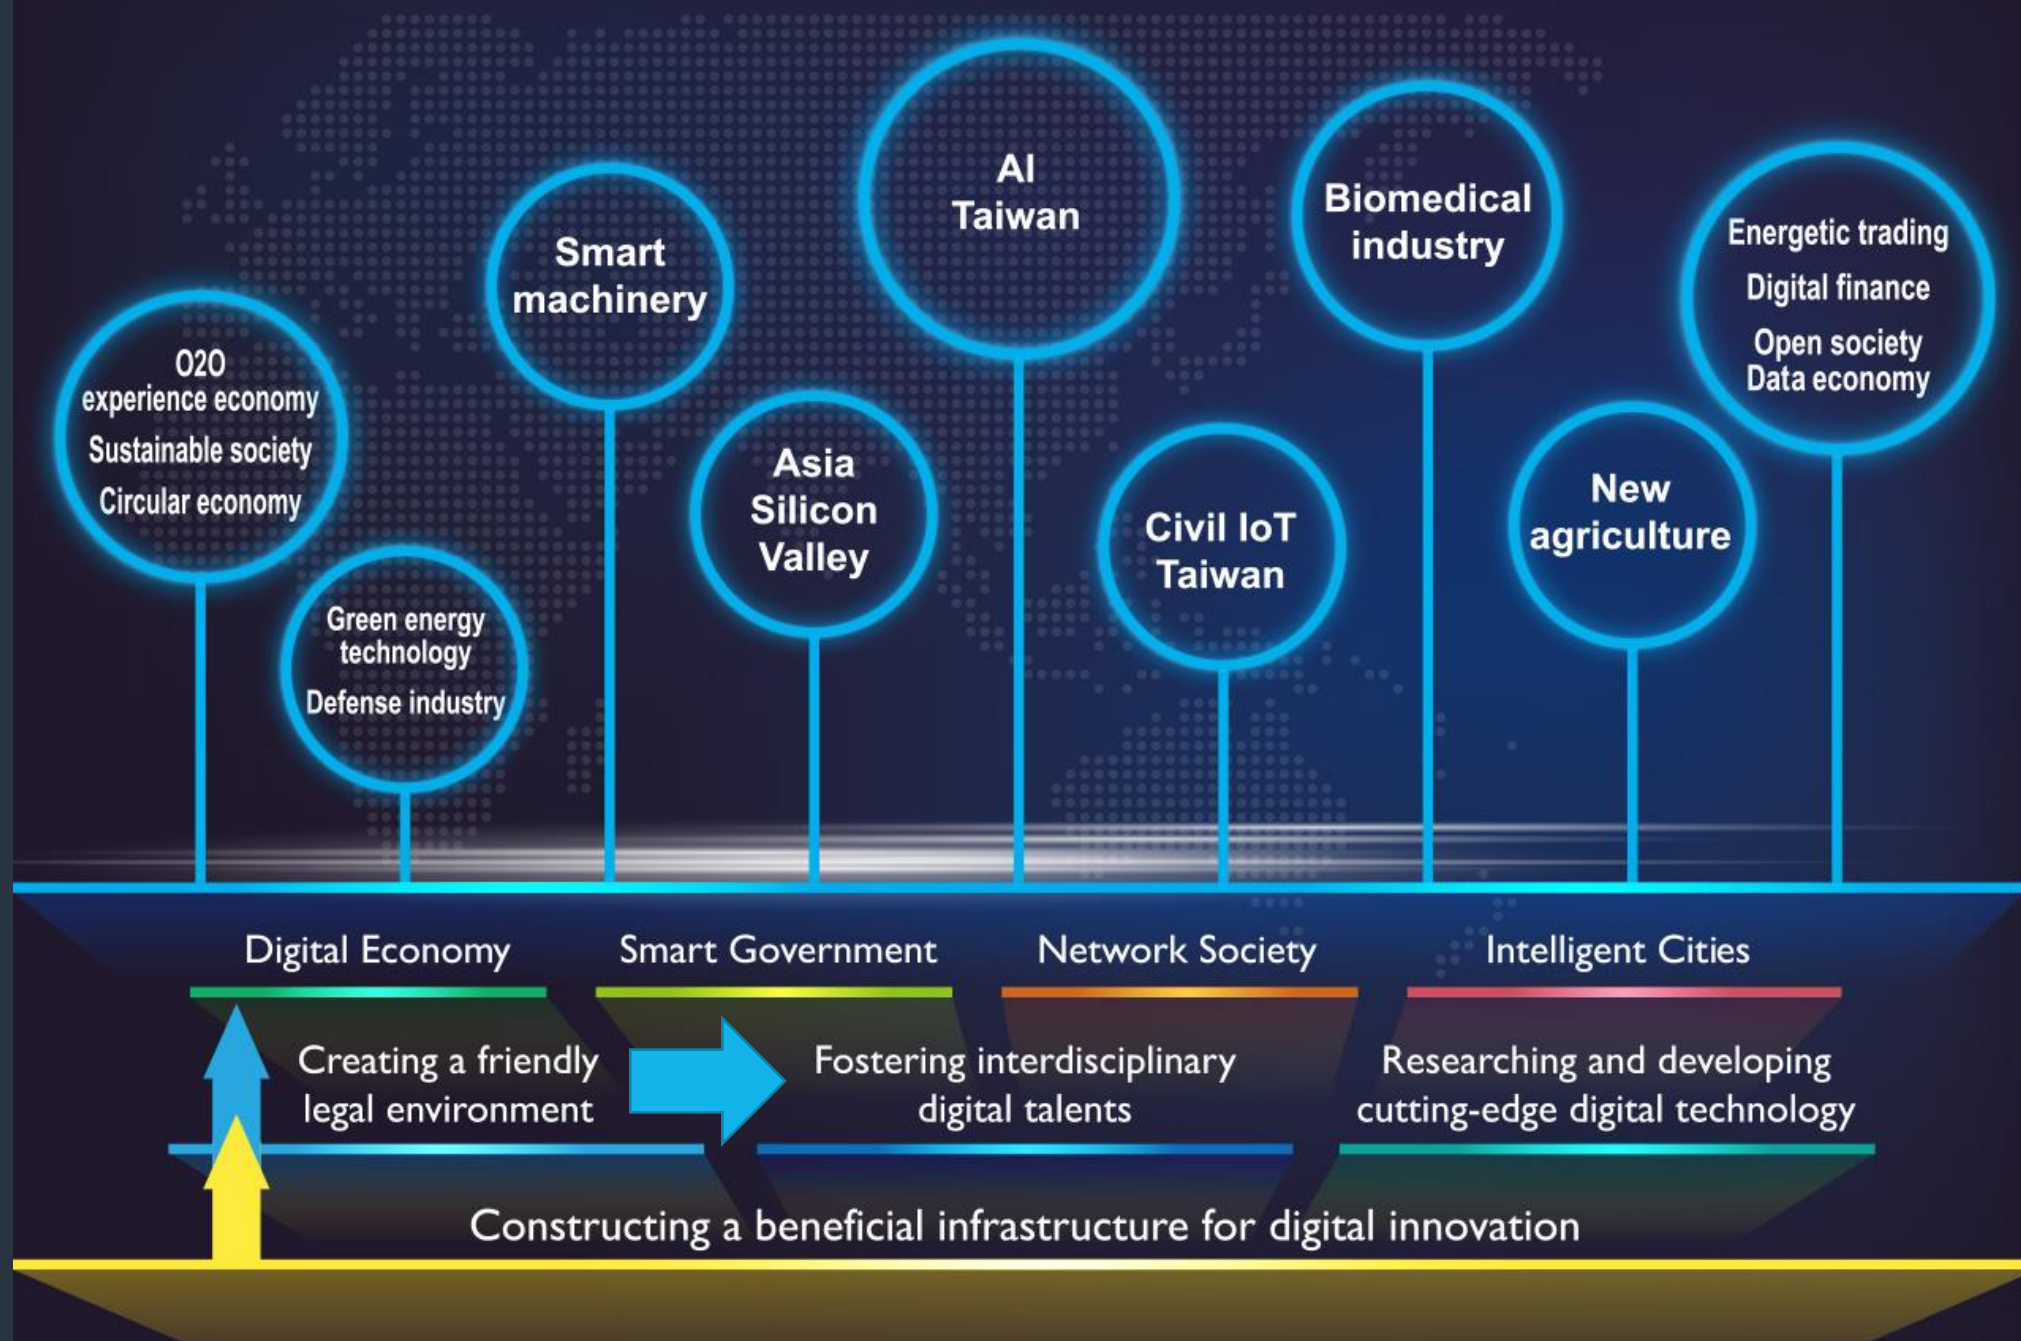 O2O
experience economy
Sustainable society
Circular economy
Green energy
technology
Defense industry
Smart
machinery
Asia
Silicon
Valley
AI
Taiwan
Civil IoT
Taiwan
Biomedical
industry
New
agriculture
Energetic trading
Digital finance
Open society
Data economy
Digital Economy
Smart Government
Network Society
Intelligent Cities
Creating a friendly
legal environment
Fostering interdisciplinary
digital talents
Researching and developing
cutting-edge digital technology
Constructing a beneficial infrastructure for digital innovation